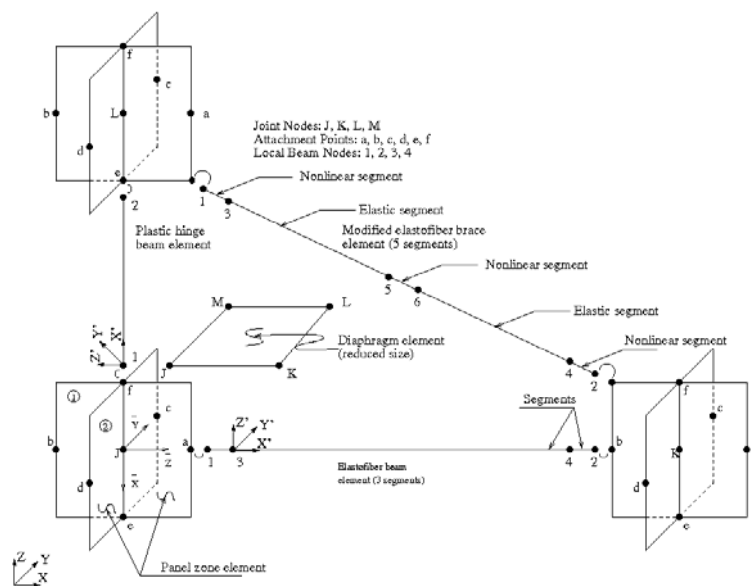 f
c
b
L
a
d
e
Joint Nodes: J, K, L, M
Attachment Points: a, b, c, d, e, f
Local Beam Nodes: 1, 2, 3, 4
Nonlinear segment
1
2
3
Elastic segment
Plastic hinge
beam element
Modified elastofiber brace
element (5 segments)
Nonlinear segment
5
6
M
L
Elastic segment
Y'
X'
Z'
1
Diaphragm element
(reduced size)
Nonlinear segment
J
K
4
2
f
1
2
c
Y
b
J
a
Z
X
d
e
Z'
Y'
X'
1
3
Segments
4
2
Elastofiber beam
element (3 segments)
f
c
b
K
d
e
Panel zone element
Z
Y
X